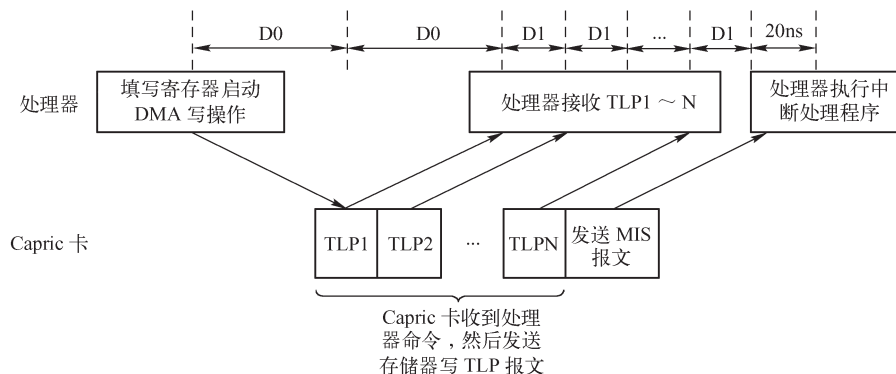 D0
D0
D1
D1
...
D1
20ns
处理器
填写寄存器启动
DMA 写操作
处理器接收 TLP1 ～ N
处理器执行中
断处理程序
Capric 卡
TLP1
TLP2
...
TLPN
发送 MIS
报文
Capric 卡收到处理
器命令，然后发送
存储器写 TLP 报文